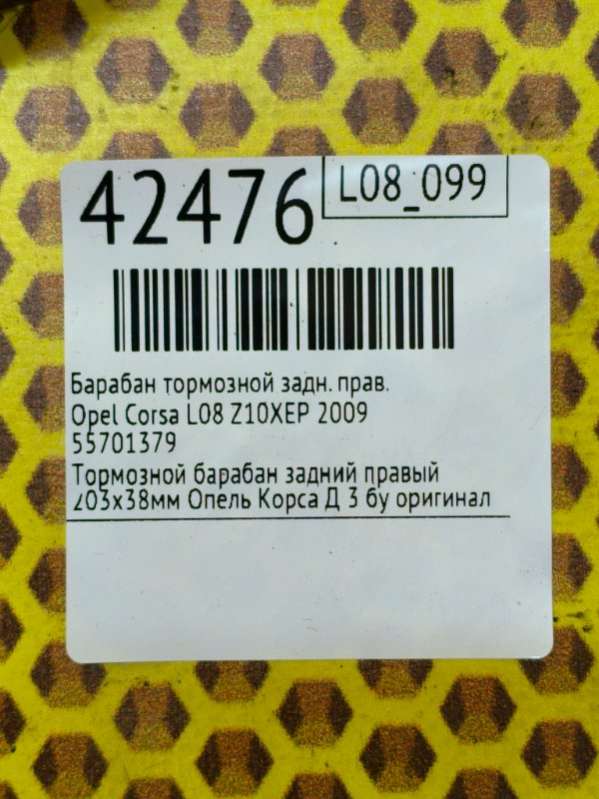 42476
L08_099
Барабан тормозной задн. прав.
Opel Corsa L08 Z10XEP 2009
55701379
Тормозной барабан задний правый
203х38мм Опель Корса Д 3 бу оригинал